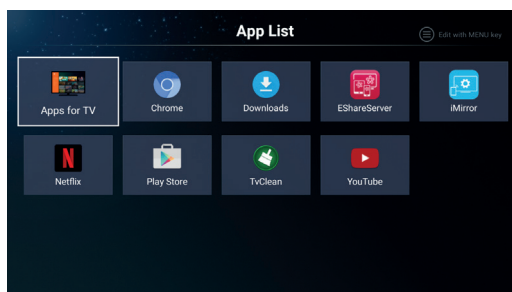 App List
Edit with MENU key
Apps for TV
Chrome
Downloads
EShareServer
iMirror
Netflix
Play Store
TvClean
YouTube